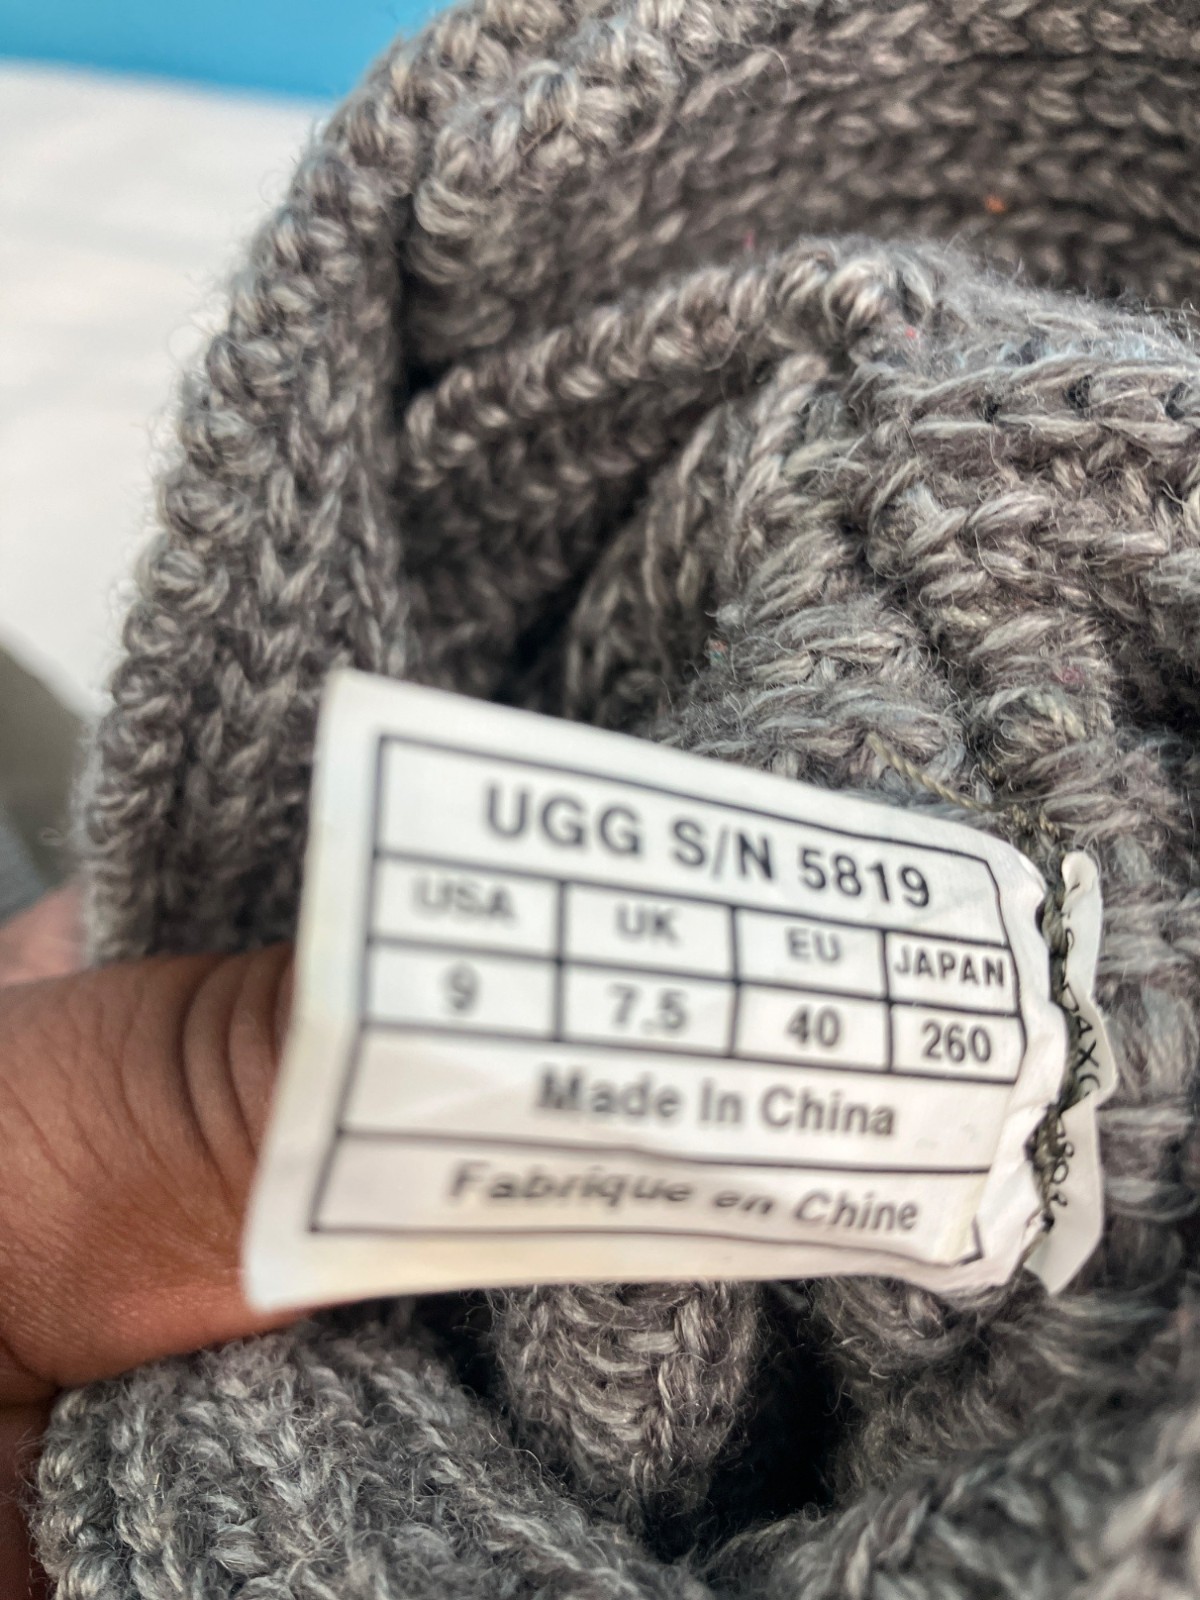 UGG S/N 5819
USA UK EU JAPAN
9 7.5 40 260
Made In China
Fabrique en Chine